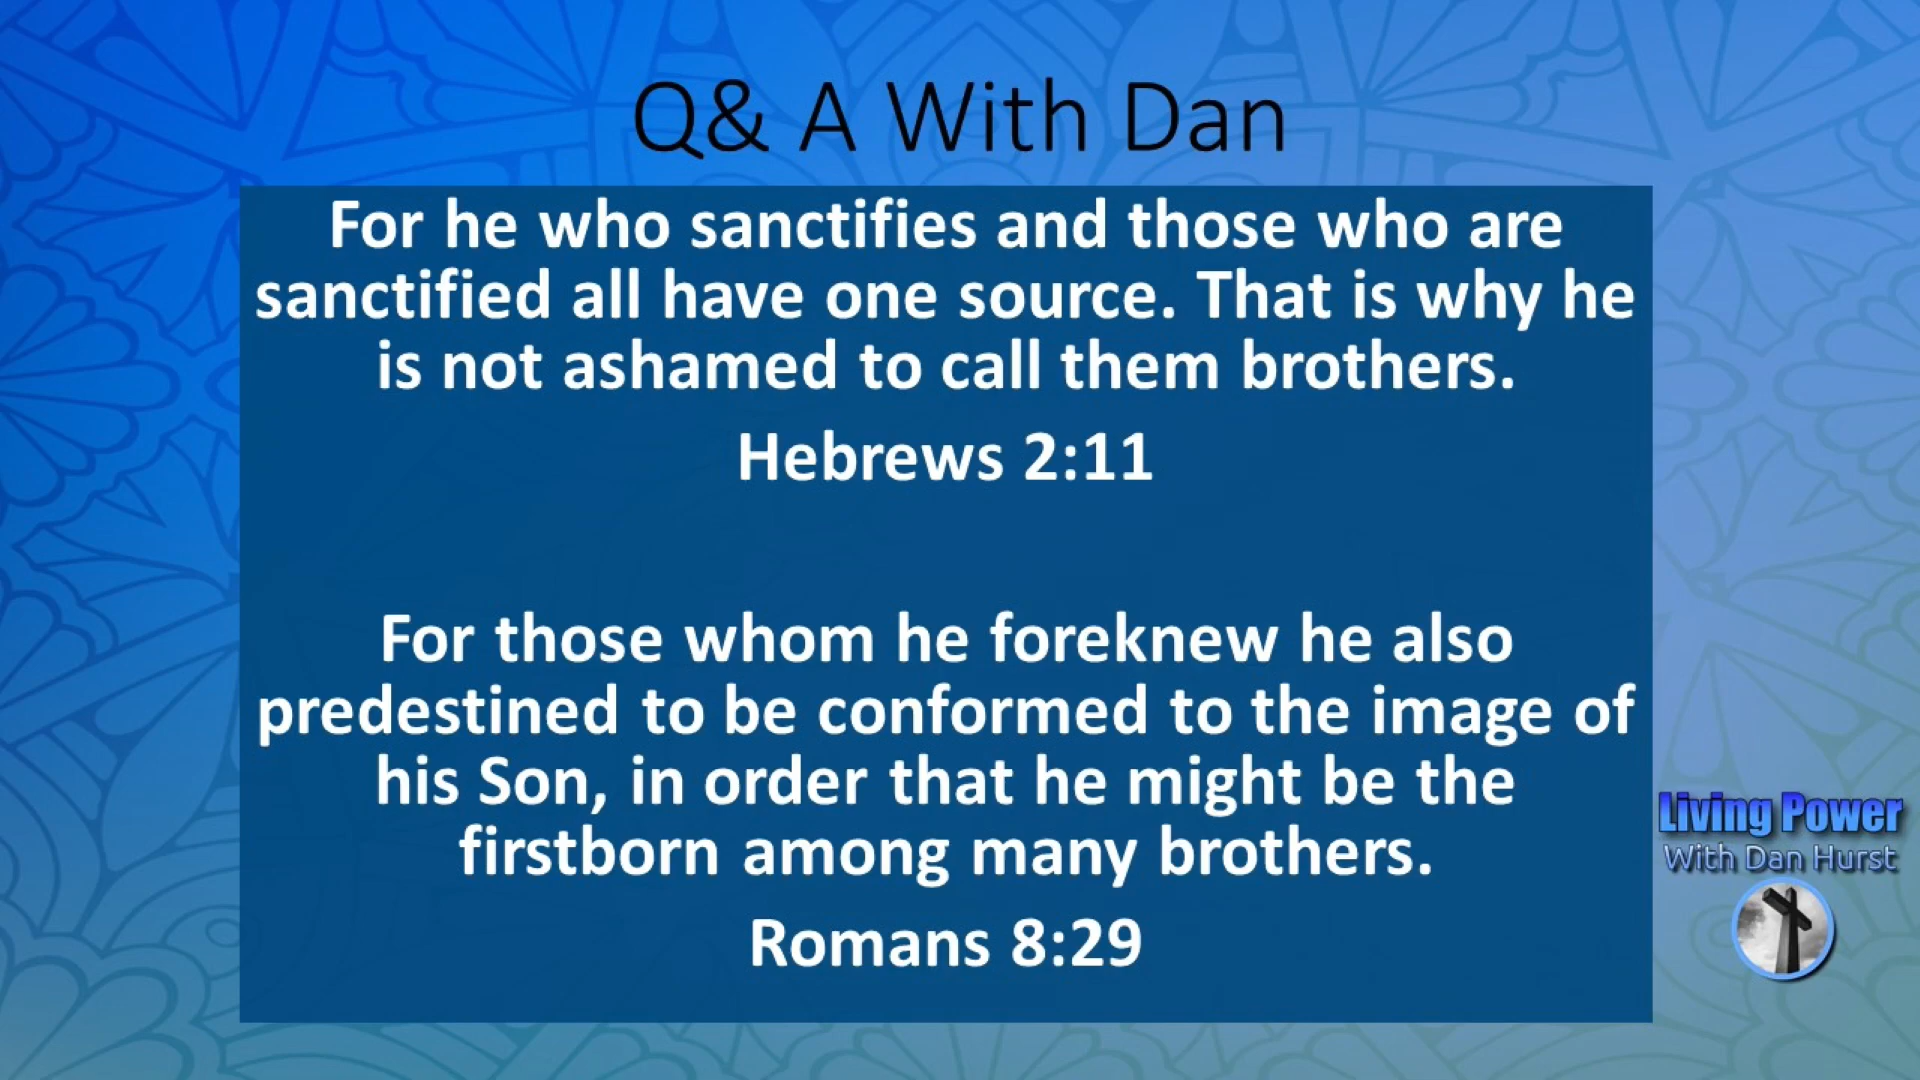 Q& A With Dan
For he who sanctifies and those who are
sanctified all have one source. That is why he
is not ashamed to call them brothers.
Hebrews 2:11
For those whom he foreknew he also
predestined to be conformed to the image of
his Son, in order that he might be the
firstborn among many brothers.
Romans 8:29
Living Power
With Dan Hurst